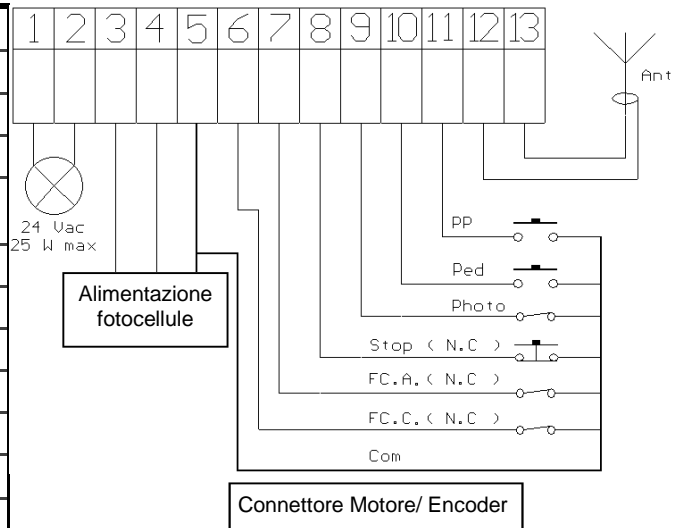 1 2 3 4 5 6 7 8 9 10 11 12 13
Ant
24 Vac
25 W max
PP
Ped
Alimentazione
fotocellule
Photo
Stop ( N.C )
FC.A. ( N.C )
FC.C. ( N.C )
Com
Connettore Motore/ Encoder